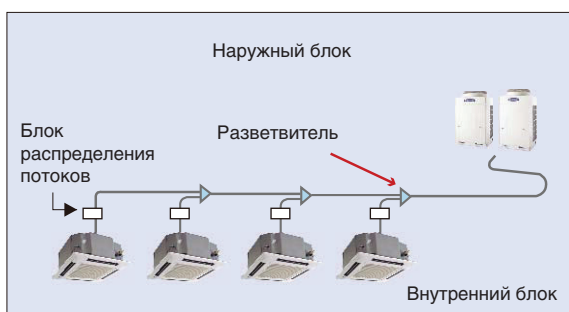 Наружный блок
Блок
распределения
потоков
Разветвитель
Внутренний блок